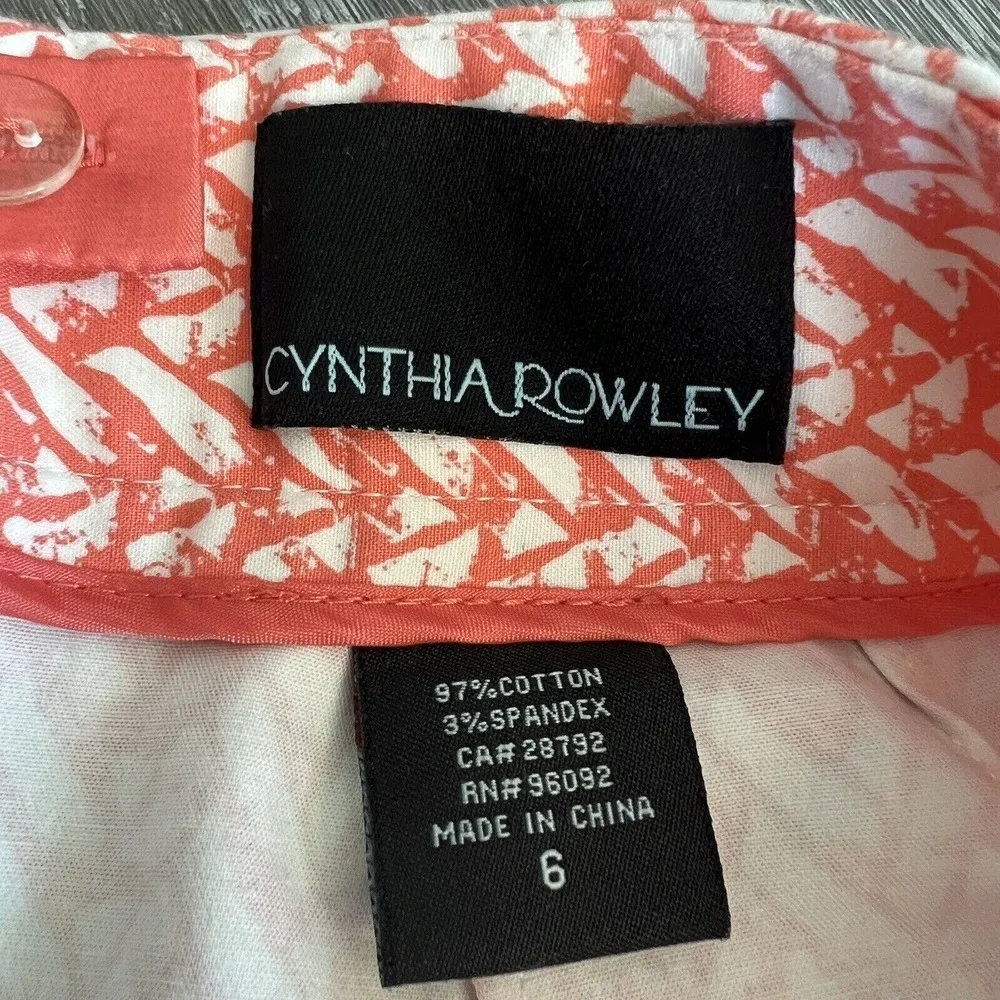 CYNTHIA ROWLEY
97%COTTON
3%SPANDEX
CA# 28792
RN# 96092
MADE IN CHINA
6